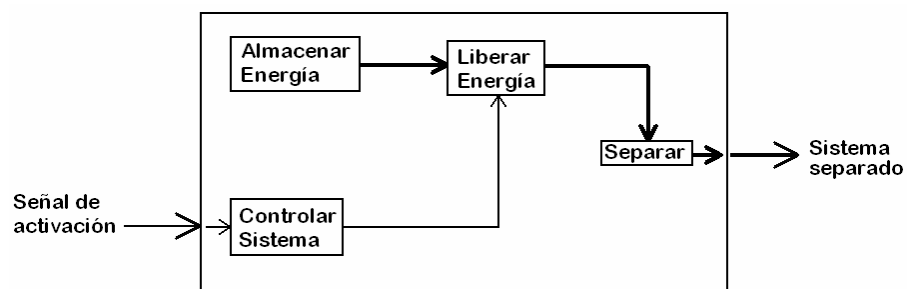 Almacenar
Energía
Liberar
Energía
Separar
Sistema
separado
Señal de
activación
Controlar
Sistema